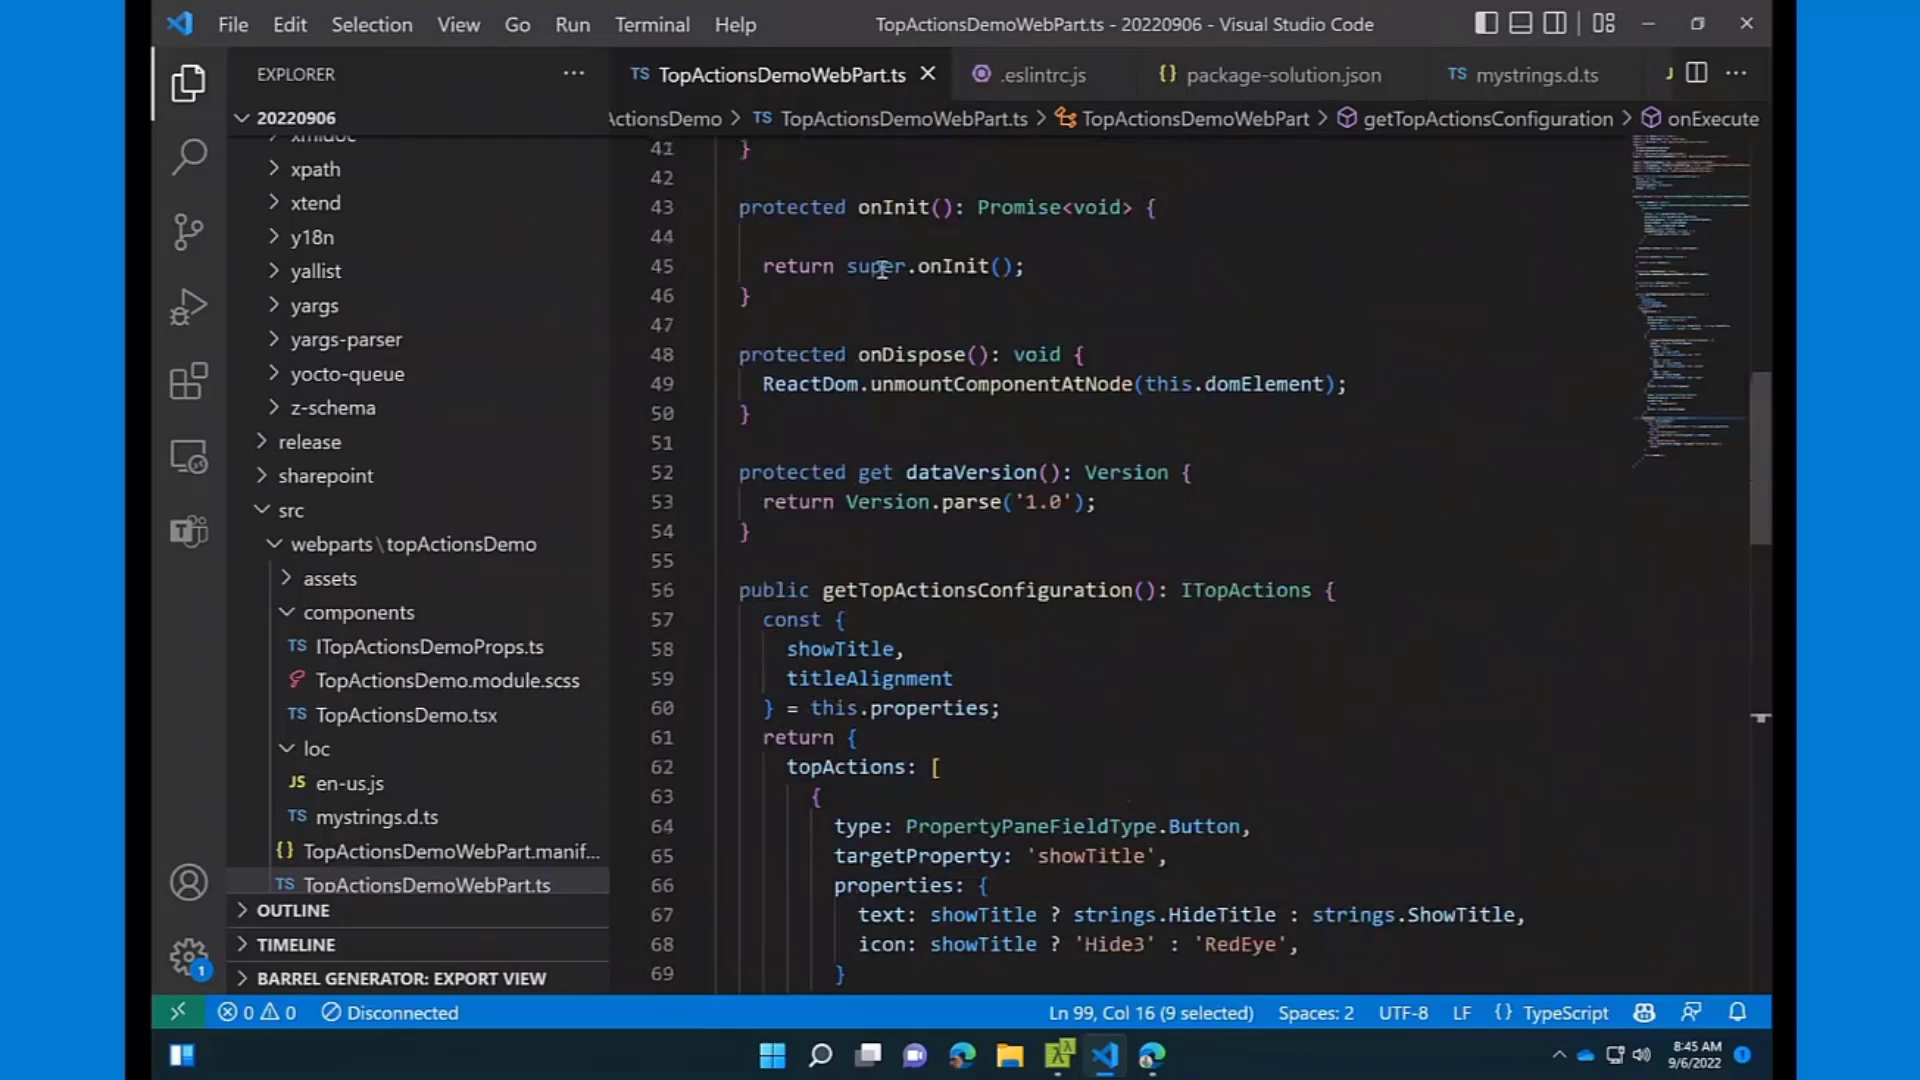 File Edit Selection View Go Run Terminal Help TopActionsDemoWebPart.ts - 20220906 - Visual Studio Code
EXPLORER ···
TS TopActionsDemoWebPart.ts
.eslintrc.js
{} package-solution.json
TS mystrings.d.ts
J ···
20220906
ActionsDemo > TS TopActionsDemoWebPart.ts > TopActionsDemoWebPart > getTopActionsConfiguration > onExecute
xmldoc
xpath
xtend
y18n
yallist
yargs
yargs-parser
yocto-queue
z-schema
release
sharepoint
src
webparts\topActionsDemo
assets
components
TS ITopActionsDemoProps.ts
TopActionsDemo.module.scss
TS TopActionsDemo.tsx
loc
JS en-us.js
TS mystrings.d.ts
{} TopActionsDemoWebPart.manif...
TS TopActionsDemoWebPart.ts
OUTLINE
TIMELINE
BARREL GENERATOR: EXPORT VIEW
41 }
42
43 protected onInit(): Promise<void> {
44
45 return super.onInit();
46 }
47
48 protected onDispose(): void {
49 ReactDom.unmountComponentAtNode(this.domElement);
50 }
51
52 protected get dataVersion(): Version {
53 return Version.parse('1.0');
54 }
55
56 public getTopActionsConfiguration(): ITopActions {
57 const {
58 showTitle,
59 titleAlignment
60 } = this.properties;
61 return {
62 topActions: [
63 {
64 type: PropertyPaneFieldType.Button,
65 targetProperty: 'showTitle',
66 properties: {
67 text: showTitle ? strings.HideTitle : strings.ShowTitle,
68 icon: showTitle ? 'Hide3' : 'RedEye',
69 }
1
0 0 Disconnected Ln 99, Col 16 (9 selected) Spaces: 2 UTF-8 LF {} TypeScript
8:45 AM
9/6/2022
1